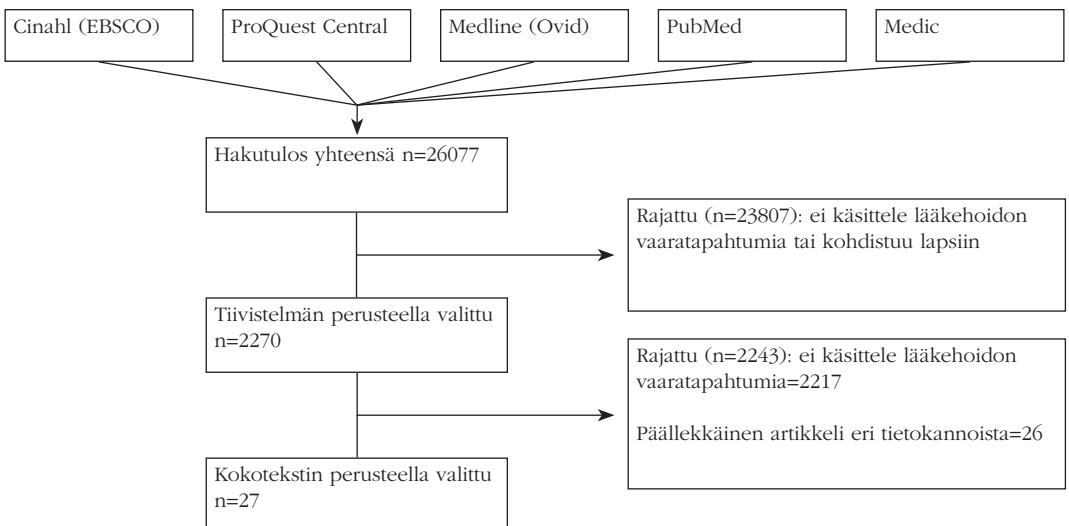 Cinahl (EBSCO)
ProQuest Central
Medline (Ovid)
PubMed
Medic
Hakutulos yhteensä n=26077
Rajattu (n=23807): ei käsittele lääkehoidon
vaaratapahtumia tai kohdistuu lapsiin
Tiivistelmän perusteella valittu
n=2270
Rajattu (n=2243): ei käsittele lääkehoidon
vaaratapahtumia=2217
Päällekkäinen artikkeli eri tietokannoista=26
Kokotekstin perusteella valittu
n=27